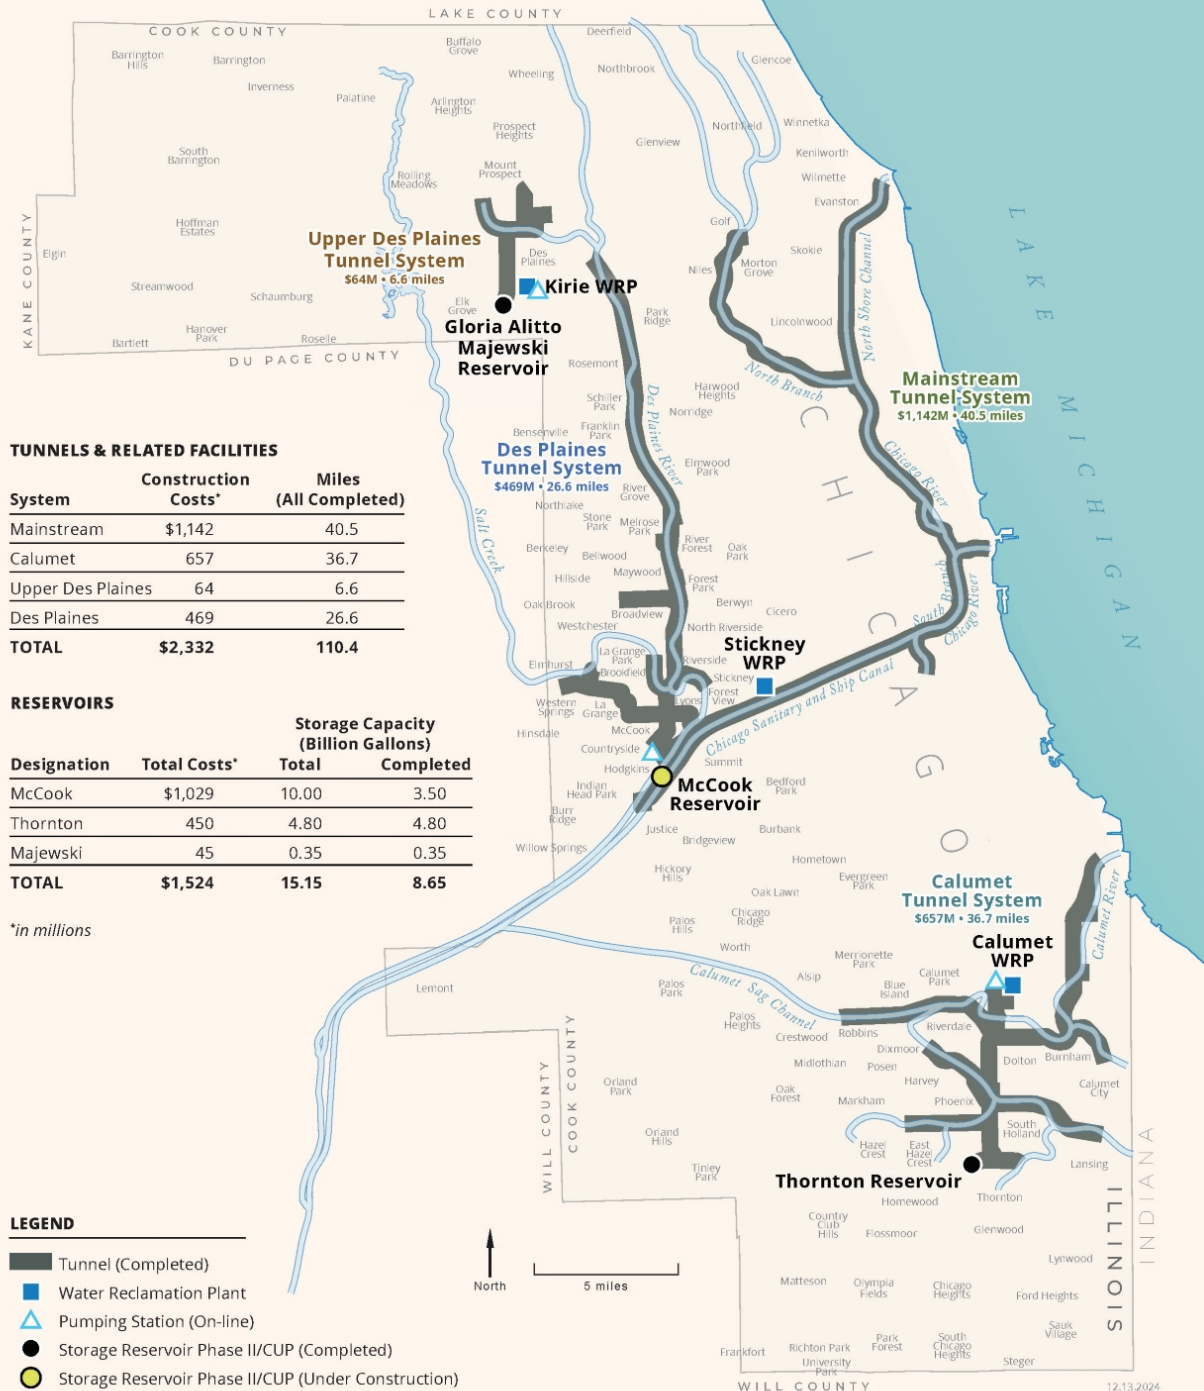 LAKE COUNTY
COOK COUNTY
Barrington
Hills
Barrington
Inverness
Palatine
Buffalo
Grove
Wheeling
Deerfield
Northbrook
Glencoe
Arlington
Heights
Prospect
Heights
Northfield
Winnetka
Glenview
Kenilworth
South
Barrington
Rolling
Meadows
Mount
Prospect
Wilmette
Evanston
Hoffman
Estates
Golf
Skokie
KANE COUNTY
Elgin
Upper Des Plaines
Tunnel System
$64M • 6.6 miles
Des
Plaines
Niles
Morton
Grove
North Shore Channel
LAKE MICHIGAN
Streamwood
Schaumburg
Kirie WRP
Elk
Grove
Gloria Alitto
Majewski
Reservoir
Park
Ridge
Lincolnwood
Hanover
Park
Bartlett
Roselle
DU PAGE COUNTY
Rosemont
North Branch
Harwood
Heights
Mainstream
Tunnel System
$1,142M • 40.5 miles
Schiller
Park
Des Plaines River
Norridge
CHICAGO
Franklin
Park
Bensenville
Des Plaines
Tunnel System
$469M • 26.6 miles
Elmwood
Park
Chicago River
River
Grove
Northlake
Stone
Park
Melrose
Park
Salt Creek
Berkeley
Bellwood
River
Forest
Oak
Park
Hillside
Maywood
Forest
Park
Oak Brook
Broadview
Berwyn
Cicero
South Branch
Chicago River
Westchester
North Riverside
Stickney
WRP
Elmhurst
La Grange
Park
Brookfield
Riverside
Stickney
Forest
View
Lyons
Western
Springs
La
Grange
McCook
Chicago Sanitary and Ship Canal
Hinsdale
Countryside
Hodgkins
Summit
Indian
Head Park
McCook
Reservoir
Bedford
Park
Burr
Ridge
Justice
Bridgeview
Burbank
Willow Springs
Hickory
Hills
Hometown
Evergreen
Park
Oak Lawn
Calumet
Tunnel System
$657M • 36.7 miles
Chicago
Ridge
Palos
Hills
Worth
Calumet
WRP
Calumet River
Merrionette
Park
Calumet
Park
Calumet Sag Channel
Alsip
Blue
Island
Lemont
Palos
Park
Palos
Heights
Crestwood
Robbins
Riverdale
Dixmoor
Dolton
Burnham
Midlothian
Posen
Harvey
Calumet
City
Orland
Park
Oak
Forest
Markham
Phoenix
WILL COUNTY
COOK COUNTY
Orland
Hills
Hazel
Crest
East
Hazel
Crest
South
Holland
Lansing
Tinley
Park
Thornton Reservoir
Thornton
Homewood
Country
Club
Hills
Flossmoor
Glenwood
Lynwood
ILLINOIS
INDIANA
Matteson
Olympia
Fields
Chicago
Heights
Ford Heights
Sauk
Village
Frankfort
Richton Park
University
Park
Park
Forest
South
Chicago
Heights
Steger
WILL COUNTY
12.13.2024
TUNNELS & RELATED FACILITIES
System Construction Costs* Miles (All Completed)
Mainstream $1,142 40.5
Calumet 657 36.7
Upper Des Plaines 64 6.6
Des Plaines 469 26.6
TOTAL $2,332 110.4
RESERVOIRS
Storage Capacity
(Billion Gallons)
Designation Total Costs* Total Completed
McCook $1,029 10.00 3.50
Thornton 450 4.80 4.80
Majewski 45 0.35 0.35
TOTAL $1,524 15.15 8.65
*in millions
LEGEND
Tunnel (Completed)
Water Reclamation Plant
Pumping Station (On-line)
Storage Reservoir Phase II/CUP (Completed)
Storage Reservoir Phase II/CUP (Under Construction)
North
5 miles